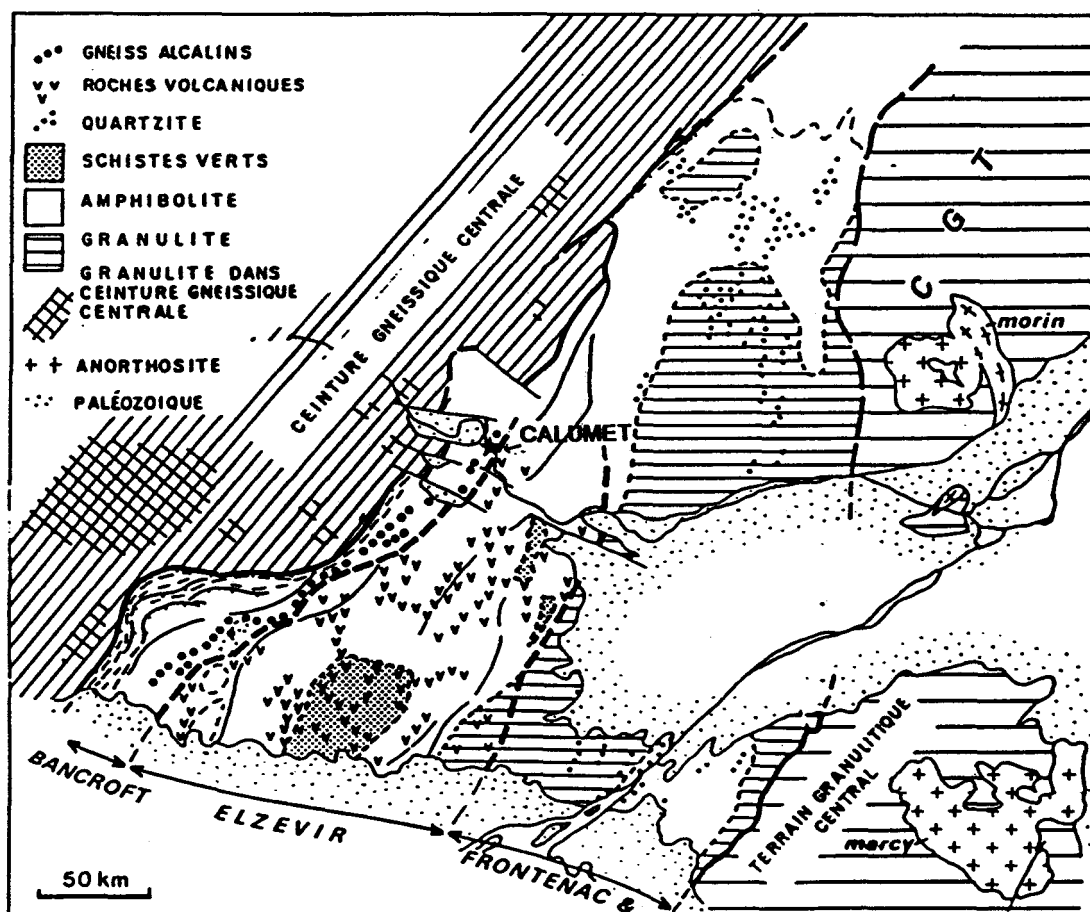 GNEISS ALCALINS
ROCHES VOLCANIQUES
QUARTZITE
SCHISTES VERTS
AMPHIBOLITE
GRANULITE
GRANULITE DANS
CEINTURE GNEISSIQUE
CENTRALE
ANORTHOSITE
PALÉOZOIQUE
CEINTURE GNEISSIQUE CENTRALE
CALUMET
C G T
morin
BANCROFT
ELZEVIR
FRONTENAC &
TERRAIN GRANULITIQUE
CENTRAL
marcy
50 km